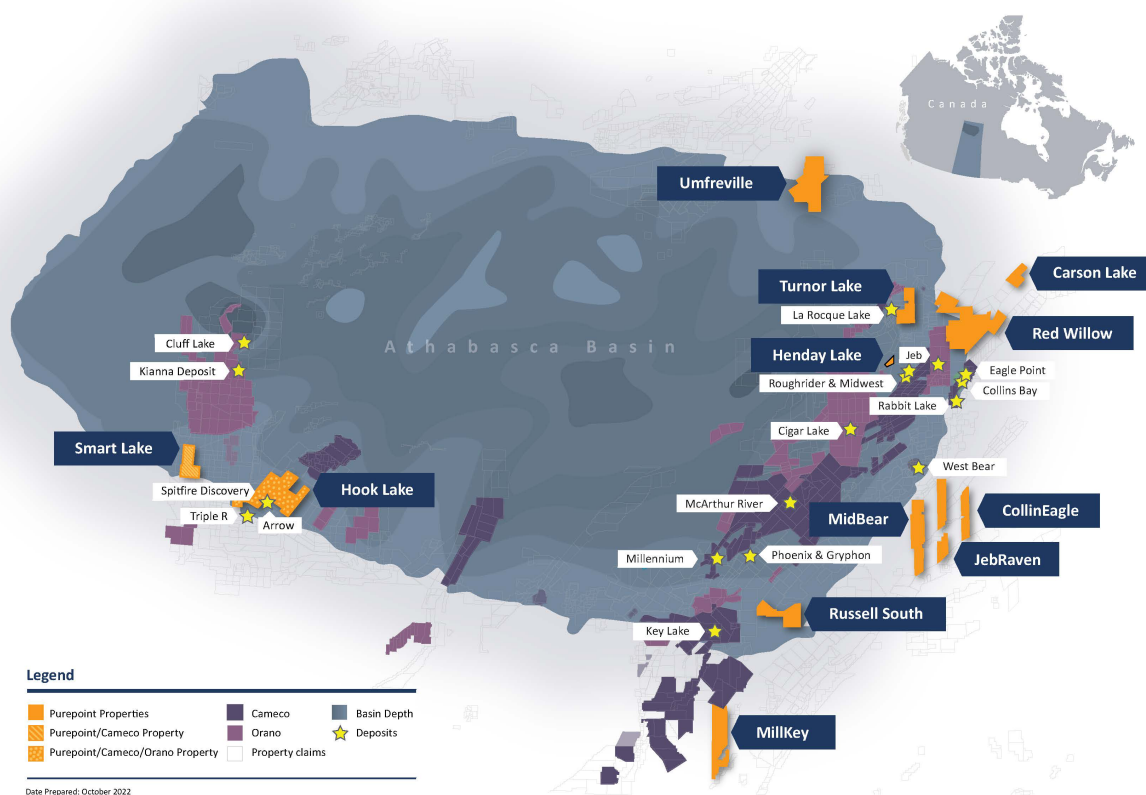 Canada
Umfreville
Carson Lake
Turnor Lake
La Rocque Lake
Red Willow
Cluff Lake
Athabasca Basin
Henday Lake
Jeb
Kianna Deposit
Roughrider & Midwest
Eagle Point
Collins Bay
Rabbit Lake
Cigar Lake
Smart Lake
West Bear
Spitfire Discovery
Hook Lake
McArthur River
CollinEagle
Triple R
Arrow
MidBear
Millennium
Phoenix & Gryphon
JebRaven
Russell South
Key Lake
MillKey
Legend
Purepoint Properties
Cameco
Basin Depth
Purepoint/Cameco Property
Orano
Deposits
Purepoint/Cameco/Orano Property
Property claims
Date Prepared: October 2022